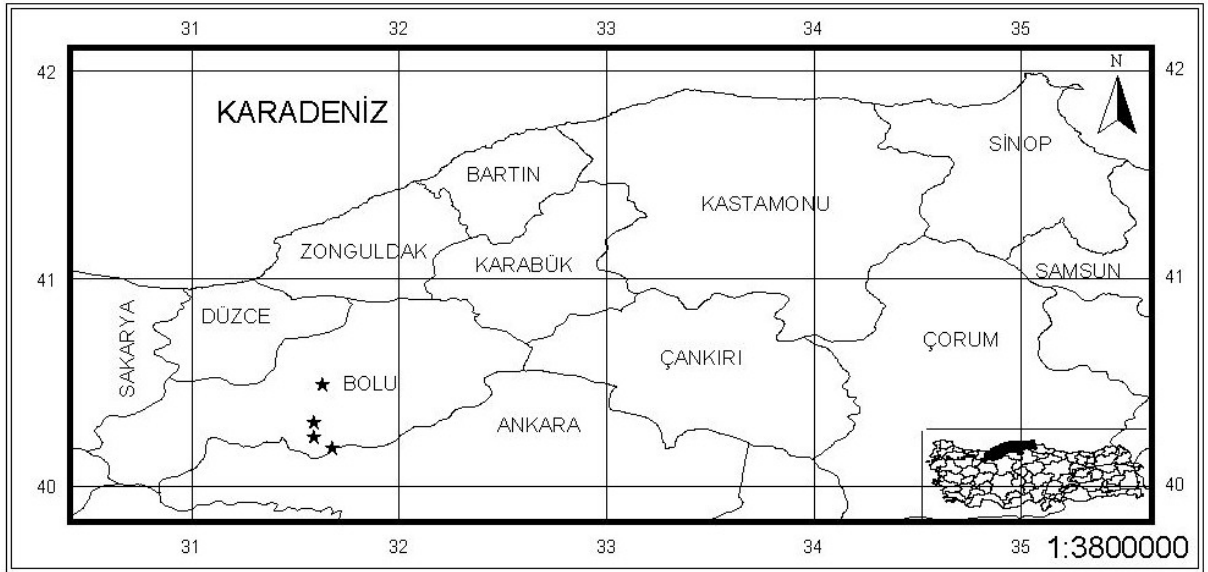 31 32 33 34 35
42 42
N
KARADENİZ
SİNOP
BARTIN
KASTAMONU
ZONGULDAK
KARABÜK
SAMSUN
41 41
SAKARYA
DÜZCE
ÇORUM
ÇANKIRI
BOLU
ANKARA
40 40
31 32 33 34 35
1:3800000